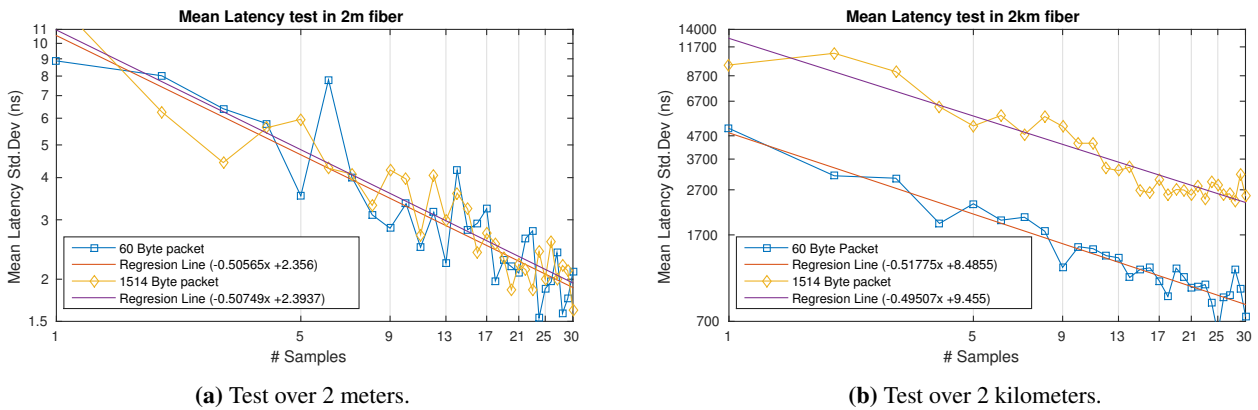 Mean Latency test in 2m fiber
Mean Latency Std.Dev (ns)
11
10
9
8
7
6
5
4
3
2
1.5
60 Byte packet
Regresion Line (-0.50565x +2.356)
1514 Byte packet
Regresion Line (-0.50749x +2.3937)
1 5 9 13 17 21 25 30
# Samples
(a) Test over 2 meters.
Mean Latency test in 2km fiber
Mean Latency Std.Dev (ns)
14000
11700
8700
6700
4700
3700
2700
1700
700
60 Byte Packet
Regresion Line (-0.51775x +8.4855)
1514 Byte packet
Regresion Line (-0.49507x +9.455)
1 5 9 13 17 21 25 30
# Samples
(b) Test over 2 kilometers.